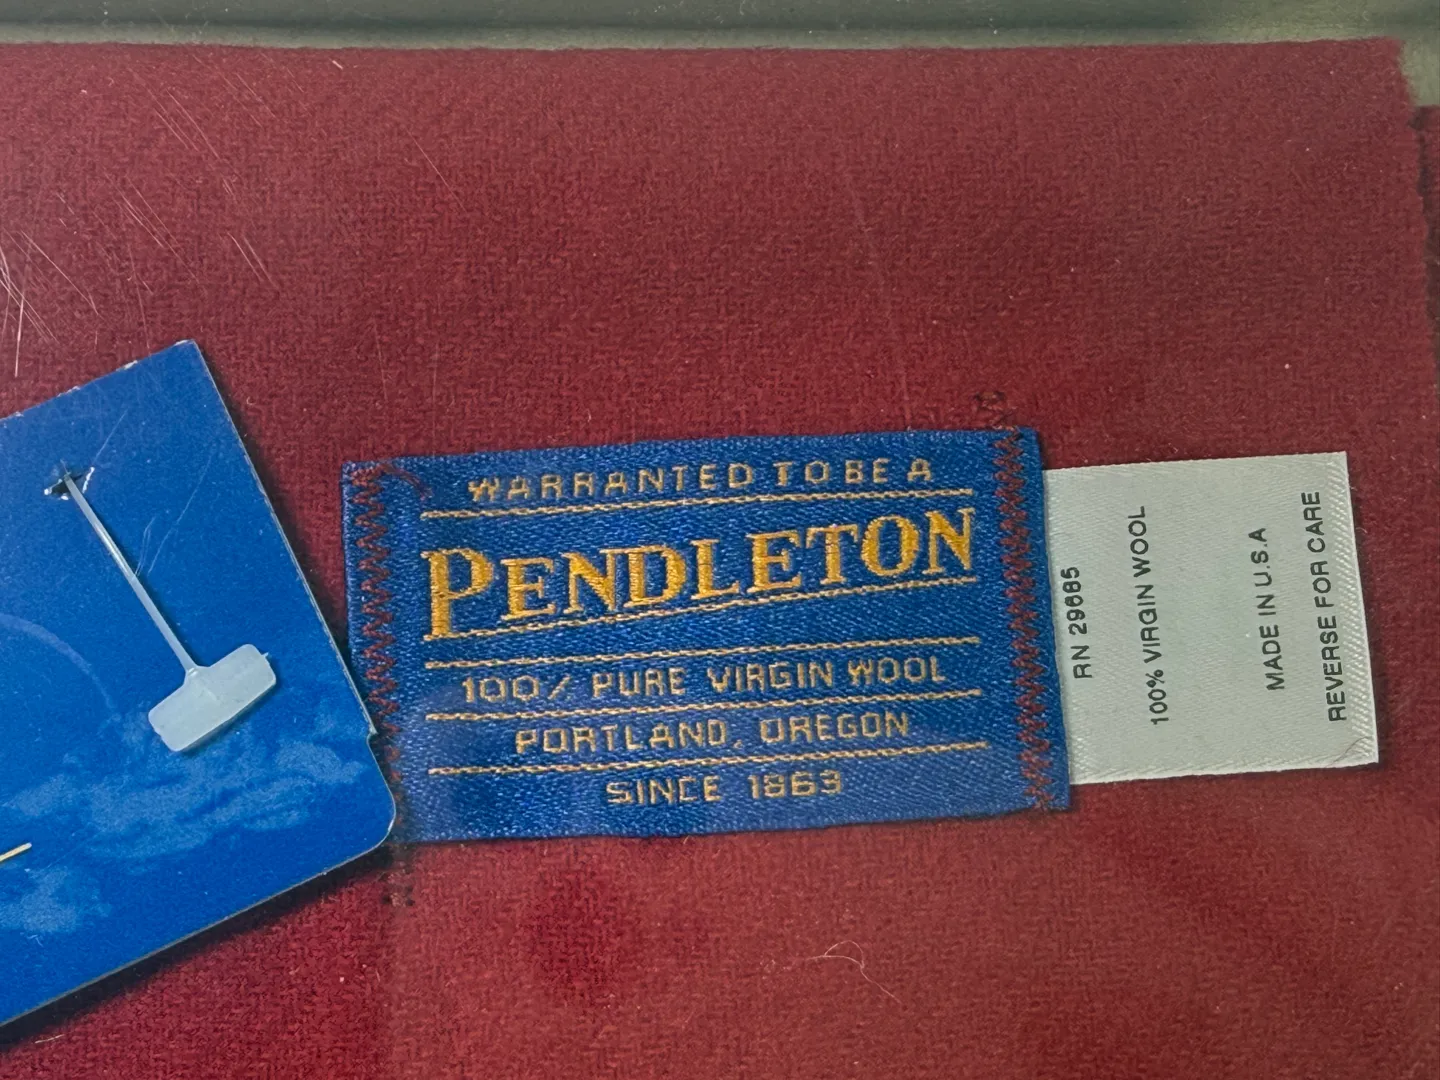 WARRANTED TO BE A
PENDLETON
100% PURE VIRGIN WOOL
PORTLAND, OREGON
SINCE 1863
RN 29685
100% VIRGIN WOOL
MADE IN U.S.A
REVERSE FOR CARE